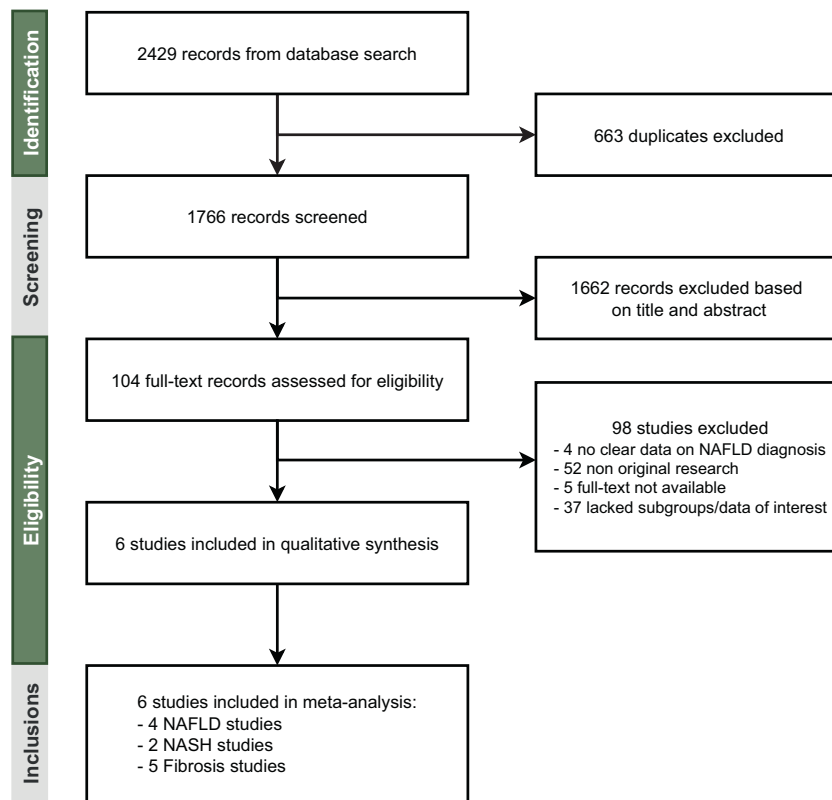 Identification
2429 records from database search
663 duplicates excluded
Screening
1766 records screened
1662 records excluded based
on title and abstract
Eligibility
104 full-text records assessed for eligibility
98 studies excluded
- 4 no clear data on NAFLD diagnosis
- 52 non original research
- 5 full-text not available
- 37 lacked subgroups/data of interest
6 studies included in qualitative synthesis
Inclusions
6 studies included in meta-analysis:
- 4 NAFLD studies
- 2 NASH studies
- 5 Fibrosis studies